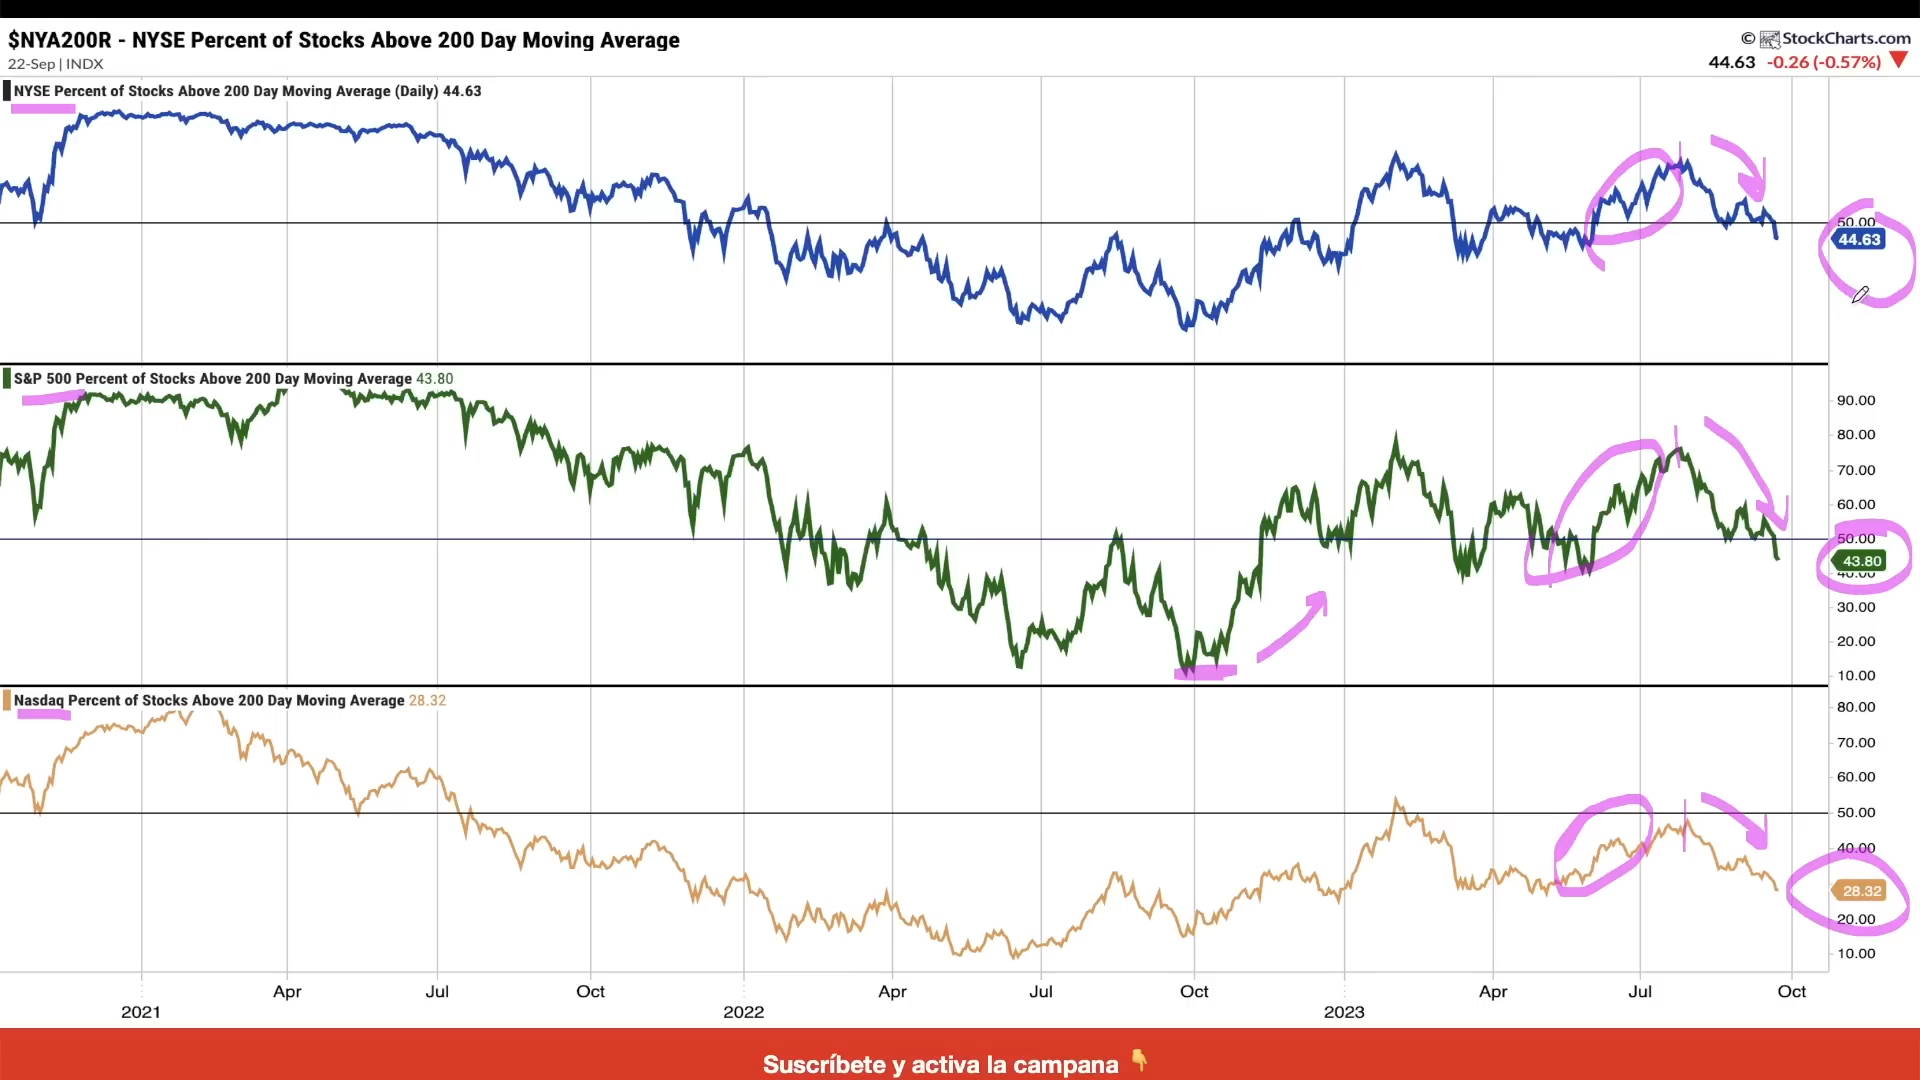 $NYA200R - NYSE Percent of Stocks Above 200 Day Moving Average
© StockCharts.com
22-Sep | INDX
44.63 -0.26 (-0.57%)
NYSE Percent of Stocks Above 200 Day Moving Average (Daily) 44.63
50.00
44.63
S&P 500 Percent of Stocks Above 200 Day Moving Average 43.80
90.00
80.00
70.00
60.00
50.00
43.80
40.00
30.00
20.00
10.00
Nasdaq Percent of Stocks Above 200 Day Moving Average 28.32
80.00
70.00
60.00
50.00
40.00
28.32
20.00
10.00
Apr Jul Oct Apr Jul Oct Apr Jul Oct
2021 2022 2023
Suscríbete y activa la campana 👇